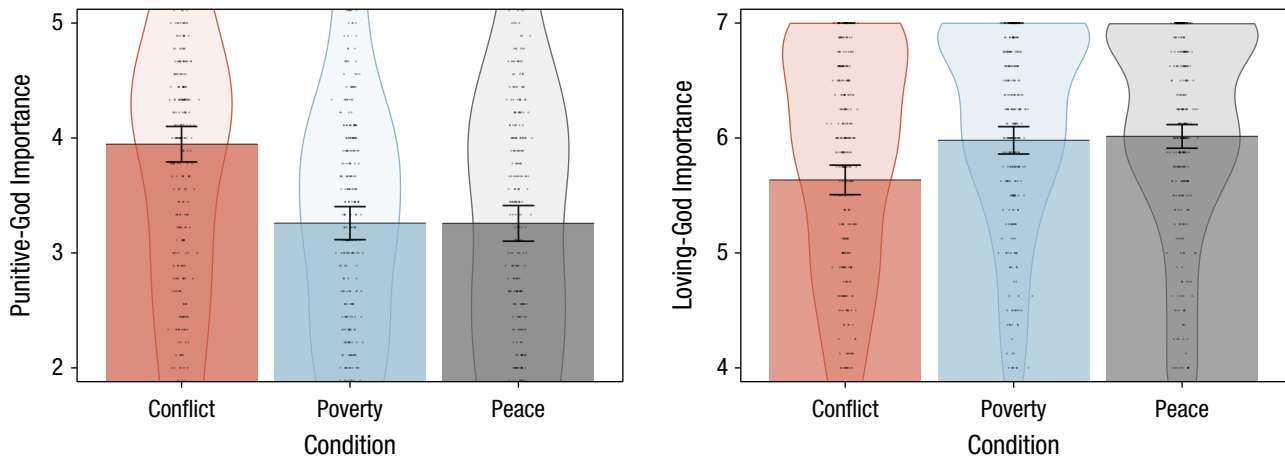 Punitive-God Importance
5
4
3
2
Conflict
Poverty
Peace
Condition
Loving-God Importance
7
6
5
4
Conflict
Poverty
Peace
Condition